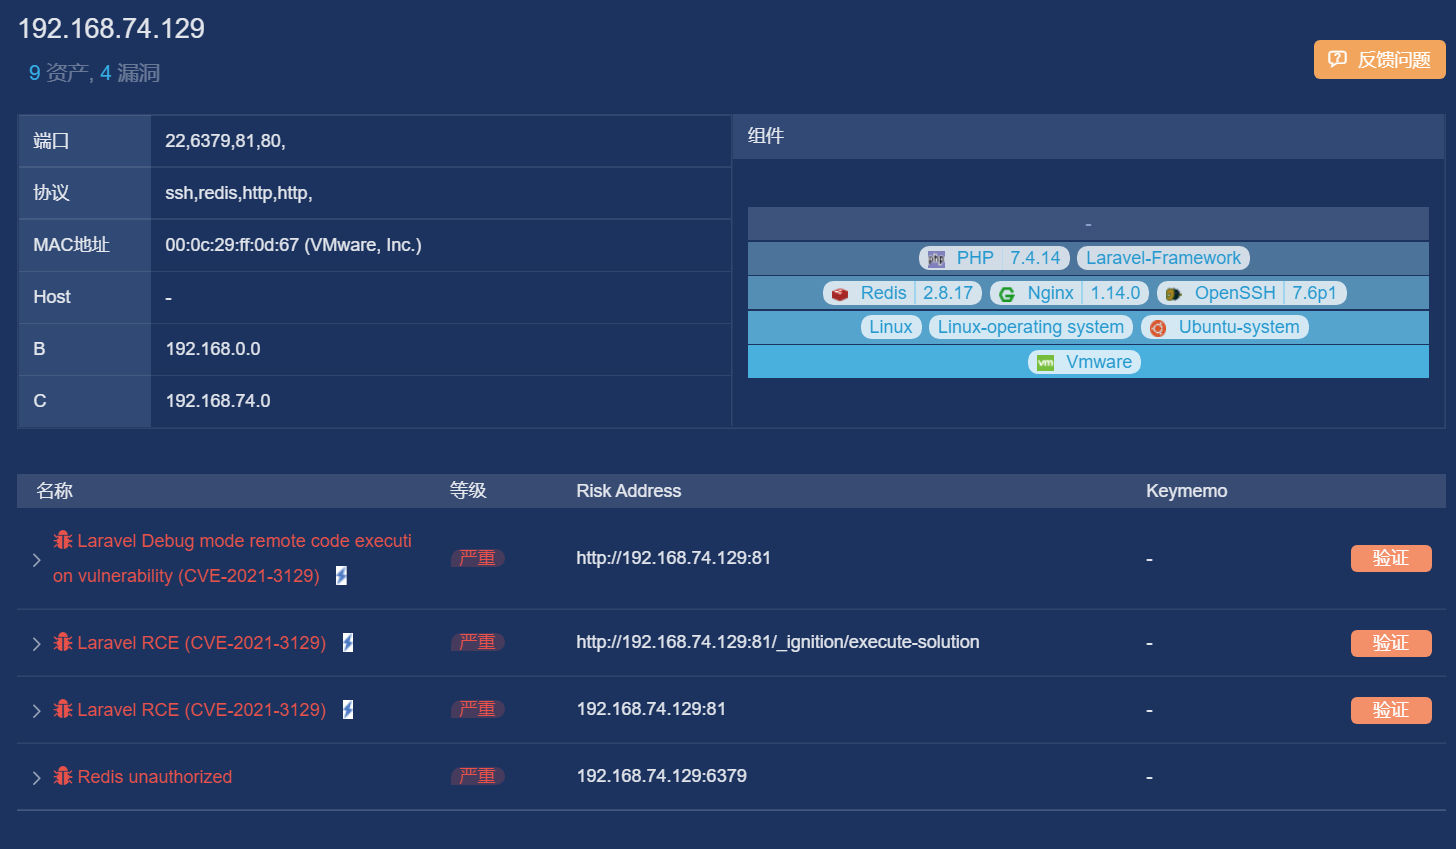 192.168.74.129
9 资产, 4 漏洞
反馈问题
端口 22,6379,81,80,
协议 ssh,redis,http,http,
MAC地址 00:0c:29:ff:0d:67 (VMware, Inc.)
Host -
B 192.168.0.0
C 192.168.74.0
组件
-
PHP 7.4.14 Laravel-Framework
Redis 2.8.17 Nginx 1.14.0 OpenSSH 7.6p1
Linux Linux-operating system Ubuntu-system
vm Vmware
名称 等级 Risk Address Keymemo
Laravel Debug mode remote code executi
on vulnerability (CVE-2021-3129) 严重 http://192.168.74.129:81 - 验证
Laravel RCE (CVE-2021-3129) 严重 http://192.168.74.129:81/_ignition/execute-solution - 验证
Laravel RCE (CVE-2021-3129) 严重 192.168.74.129:81 - 验证
Redis unauthorized 严重 192.168.74.129:6379 -